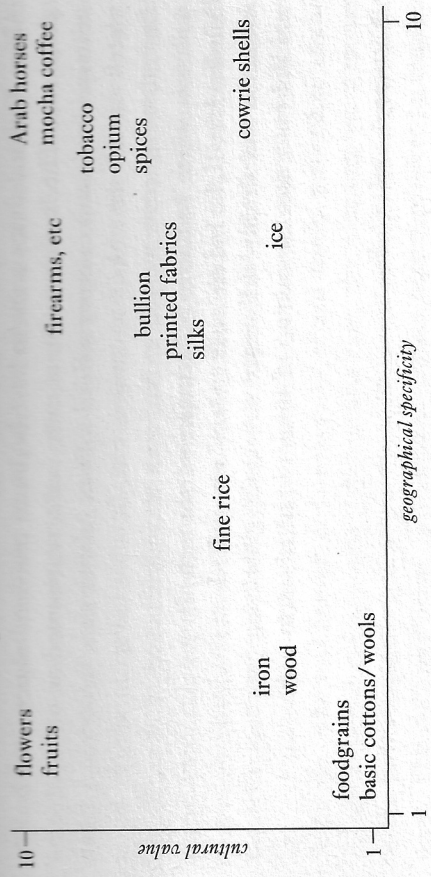 10
flowers
fruits
Arab horses
mocha coffee
firearms, etc
tobacco
opium
spices
bullion
printed fabrics
silks
fine rice
cowrie shells
ice
iron
wood
foodgrains
basic cottons/wools
cultural value
1
1
geographical specificity
10